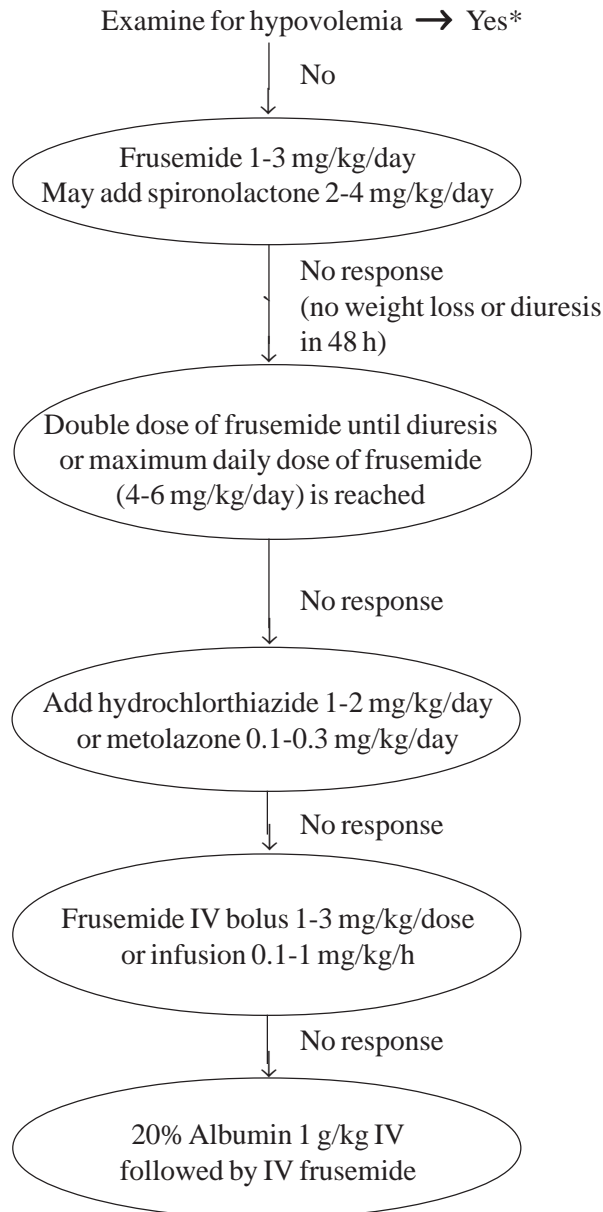 Examine for hypovolemia → Yes*
No
Frusemide 1-3 mg/kg/day
May add spironolactone 2-4 mg/kg/day
No response
(no weight loss or diuresis
in 48 h)
Double dose of frusemide until diuresis
or maximum daily dose of frusemide
(4-6 mg/kg/day) is reached
No response
Add hydrochlorthiazide 1-2 mg/kg/day
or metolazone 0.1-0.3 mg/kg/day
No response
Frusemide IV bolus 1-3 mg/kg/dose
or infusion 0.1-1 mg/kg/h
No response
20% Albumin 1 g/kg IV
followed by IV frusemide